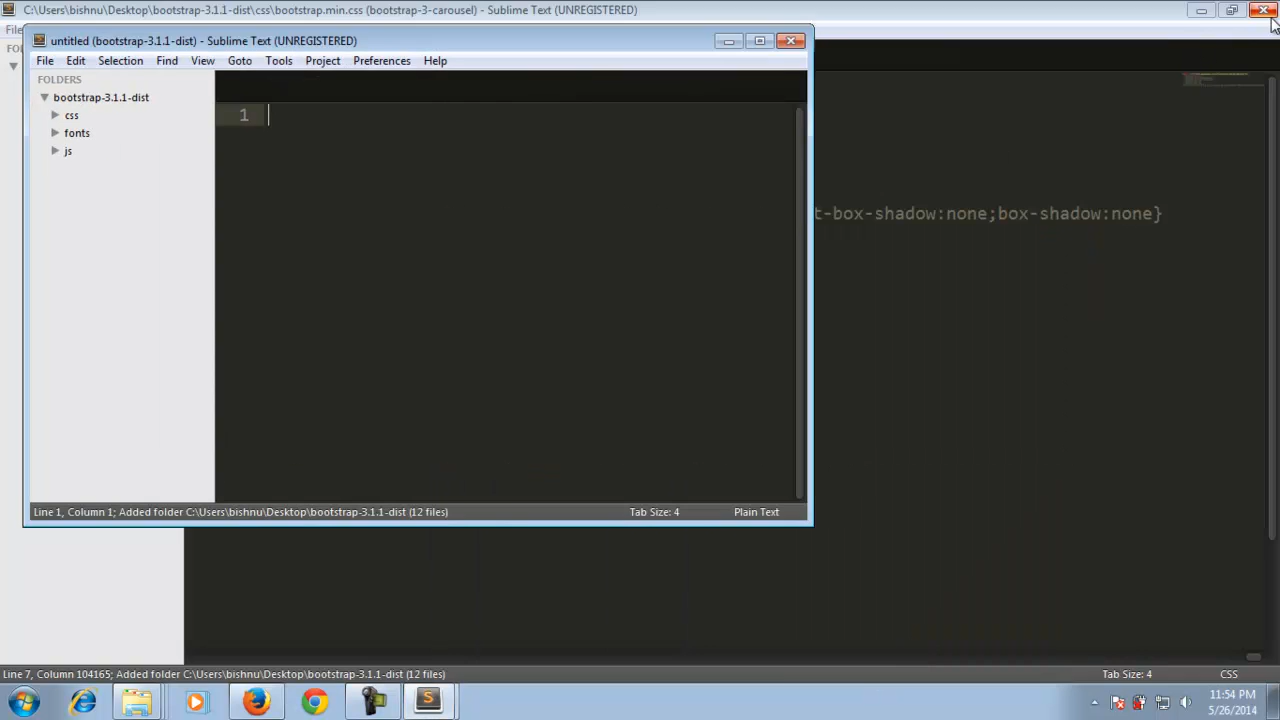 C:\Users\bishnu\Desktop\bootstrap-3.1.1-dist\css\bootstrap.min.css (bootstrap-3-carousel) - Sublime Text (UNREGISTERED)
untitled (bootstrap-3.1.1-dist) - Sublime Text (UNREGISTERED)
File Edit Selection Find View Goto Tools Project Preferences Help
FOLDERS
bootstrap-3.1.1-dist
css
fonts
js
1
t-box-shadow:none;box-shadow:none}
Line 1, Column 1; Added folder C:\Users\bishnu\Desktop\bootstrap-3.1.1-dist (12 files) Tab Size: 4 Plain Text
Line 7, Column 104165; Added folder C:\Users\bishnu\Desktop\bootstrap-3.1.1-dist (12 files) Tab Size: 4 CSS
11:54 PM
5/26/2014